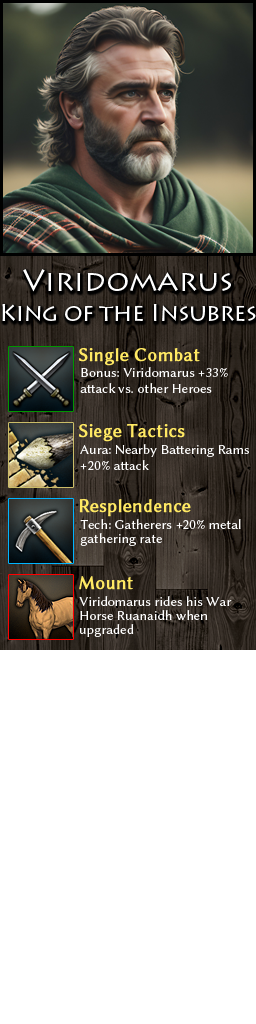 Viridomarus
King of the Insubres
Single Combat
Bonus: Viridomarus +33%
attack vs. other Heroes
Siege Tactics
Aura: Nearby Battering Rams
+20% attack
Resplendence
Tech: Gatherers +20% metal
gathering rate
Mount
Viridomarus rides his War
Horse Ruanaidh when
upgraded